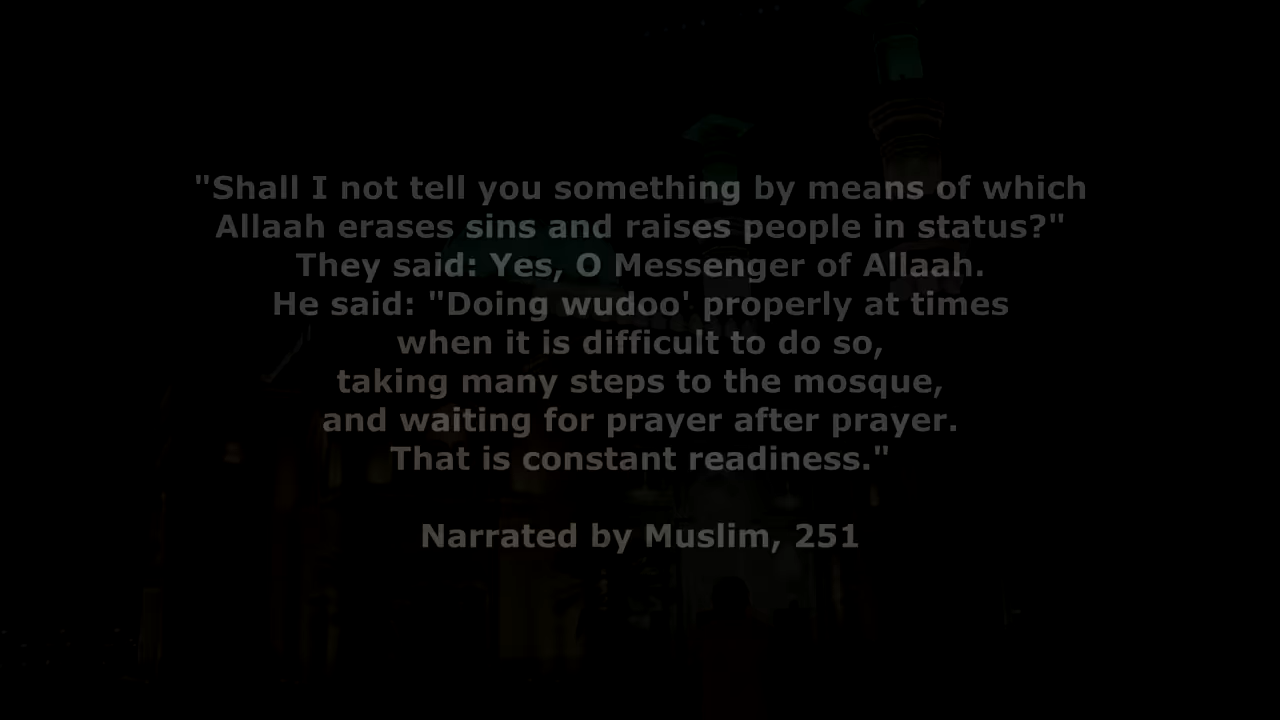 "Shall I not tell you something by means of which
Allaah erases sins and raises people in status?"
They said: Yes, O Messenger of Allaah.
He said: "Doing wudoo' properly at times
when it is difficult to do so,
taking many steps to the mosque,
and waiting for prayer after prayer.
That is constant readiness."
Narrated by Muslim, 251